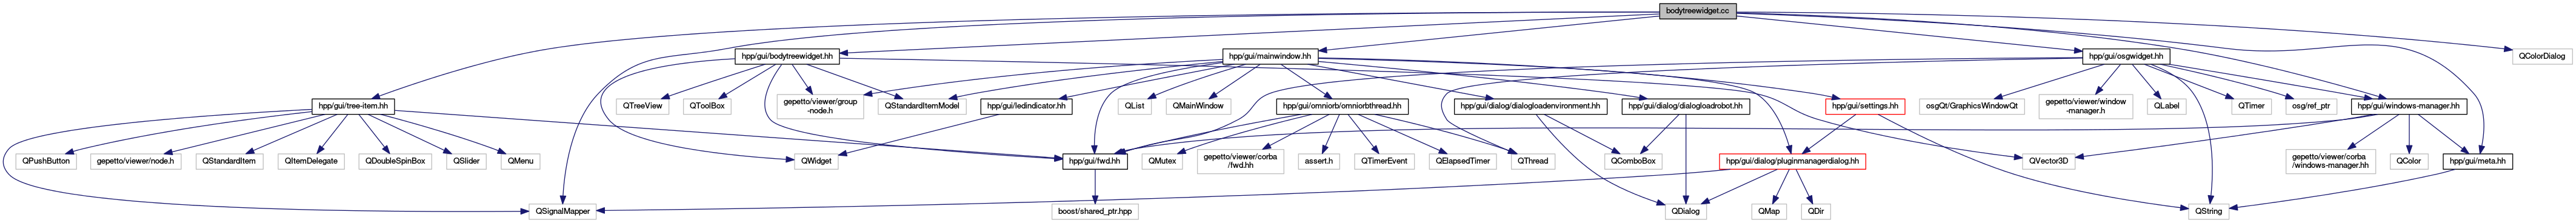 bodytreewidget.cc
hpp/gui/bodytreewidget.hh
hpp/gui/mainwindow.hh
hpp/gui/osgwidget.hh
QColorDialog
hpp/gui/tree-item.hh
QTreeView
QToolBox
gepetto/viewer/group
-node.h
QStandardItemModel
hpp/gui/ledindicator.hh
QList
QMainWindow
hpp/gui/omniorb/omniorbthread.hh
hpp/gui/dialog/dialogloadenvironment.hh
hpp/gui/dialog/dialogloadrobot.hh
hpp/gui/settings.hh
osgQt/GraphicsWindowQt
gepetto/viewer/window
-manager.h
QLabel
QTimer
osg/ref_ptr
hpp/gui/windows-manager.hh
QPushButton
gepetto/viewer/node.h
QStandardItem
QItemDelegate
QDoubleSpinBox
QSlider
QMenu
QWidget
hpp/gui/fwd.hh
QMutex
gepetto/viewer/corba
/fwd.hh
assert.h
QTimerEvent
QElapsedTimer
QThread
QComboBox
hpp/gui/dialog/pluginmanagerdialog.hh
QVector3D
gepetto/viewer/corba
/windows-manager.hh
QColor
hpp/gui/meta.hh
QSignalMapper
boost/shared_ptr.hpp
QDialog
QMap
QDir
QString